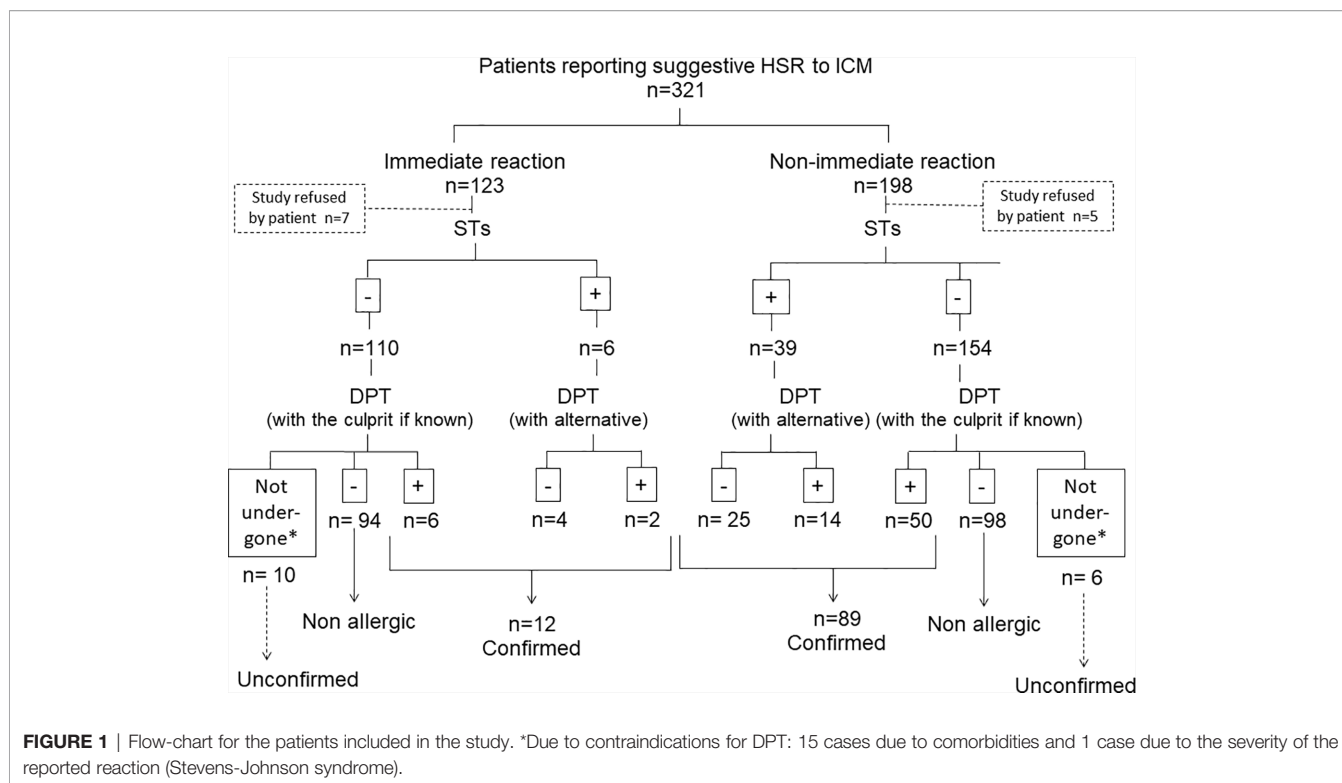 Patients reporting suggestive HSR to ICM
n=321
Immediate reaction
n=123
Non-immediate reaction
n=198
Study refused
by patient n=7
Study refused
by patient n=5
STs
STs
-
+
+
-
n=110
n=6
n=39
n=154
DPT
(with the culprit if known)
DPT
(with alternative)
DPT
(with alternative)
DPT
(with the culprit if known)
Not
under-
gone*
-
+
-
+
-
+
+
-
Not
under-
gone*
n= 94
n=6
n=4
n=2
n= 25
n=14
n=50
n=98
n= 10
n= 6
Non allergic
n=12
Confirmed
n=89
Confirmed
Non allergic
Unconfirmed
Unconfirmed
FIGURE 1 | Flow-chart for the patients included in the study. *Due to contraindications for DPT: 15 cases due to comorbidities and 1 case due to the severity of the
reported reaction (Stevens-Johnson syndrome).